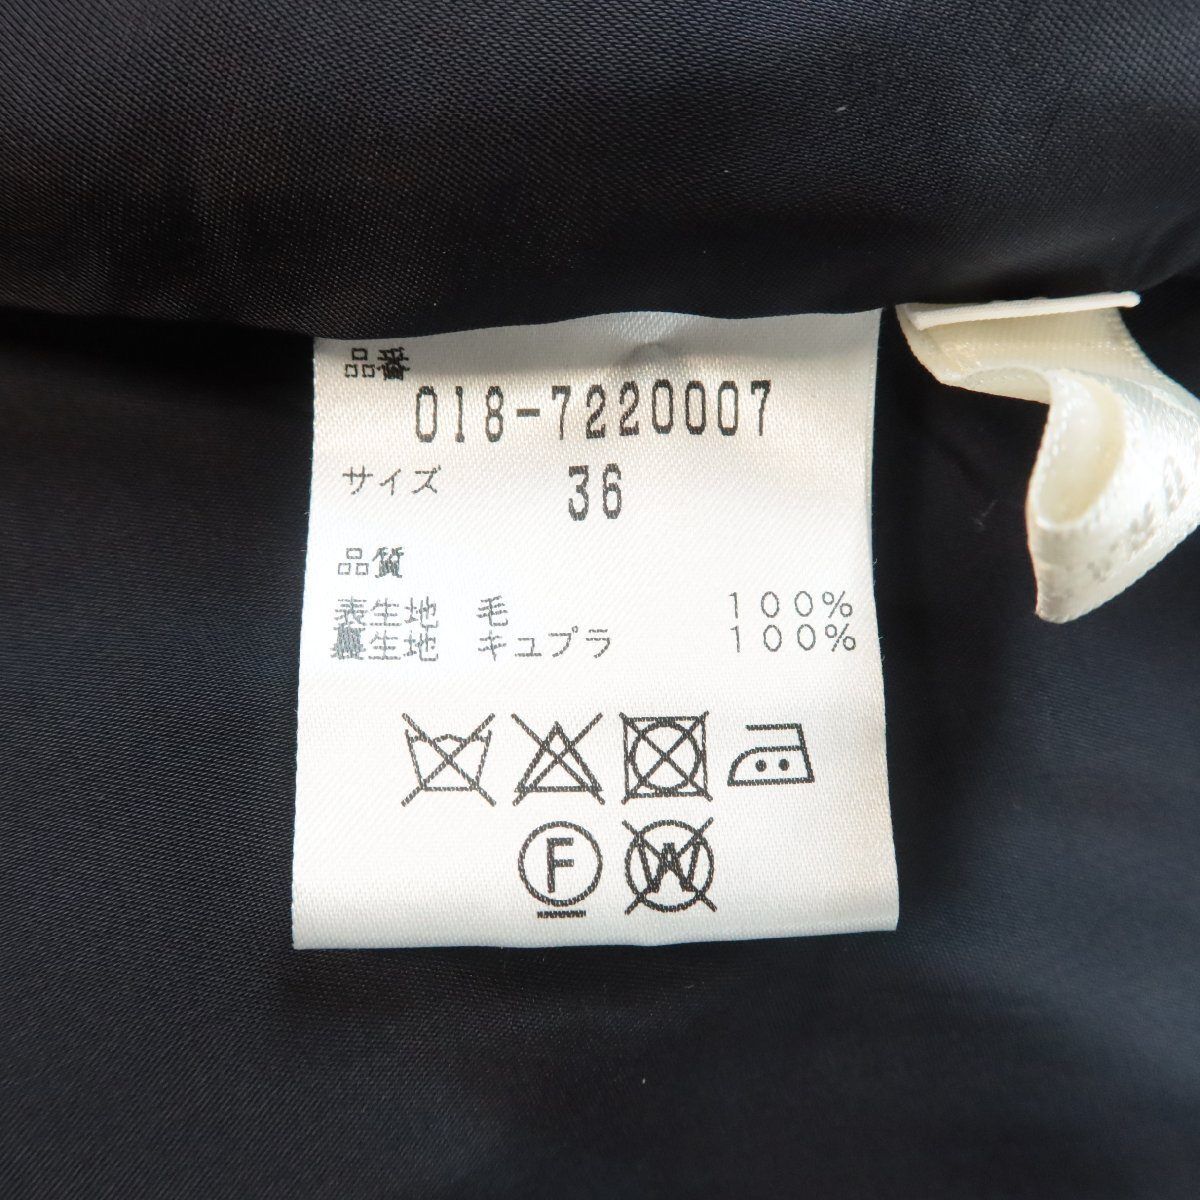 品番
018-7220007
サイズ 36
品質
表生地 毛 100%
裏生地 キュプラ 100%
F W